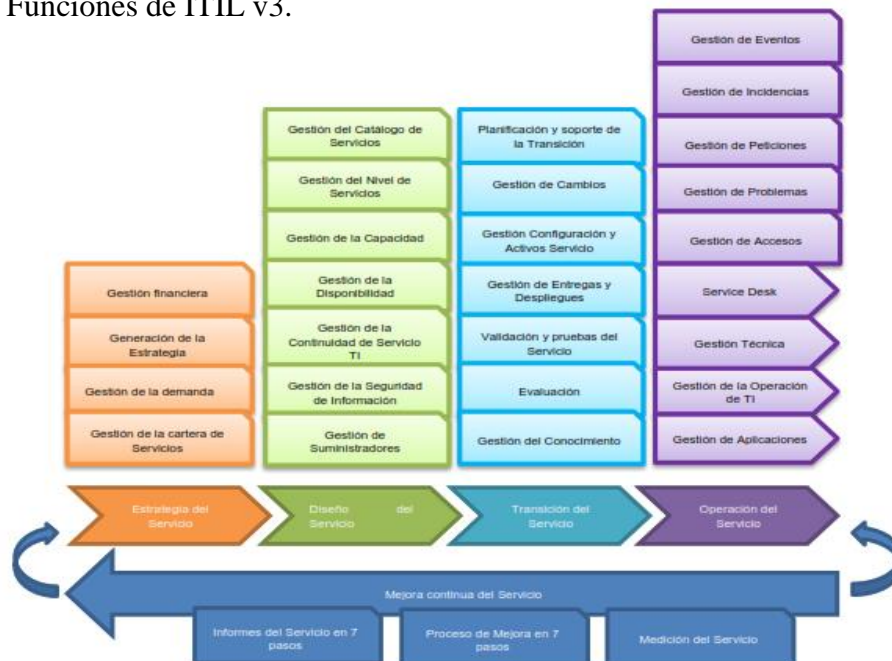 Funciones de ITIL v3.
Gestión de Eventos
Gestión de Incidencias
Gestión de Peticiones
Gestión de Problemas
Gestión de Accesos
Service Desk
Gestión Técnica
Gestión de la Operación
de TI
Gestión de Aplicaciones
Gestión del Catálogo de
Servicios
Gestión del Nivel de
Servicios
Gestión de la Capacidad
Gestión de la
Disponibilidad
Gestión de la
Continuidad de Servicio
TI
Gestión de la Seguridad
de Información
Gestión de
Suministradores
Planificación y soporte de
la Transición
Gestión de Cambios
Gestión Configuración y
Activos Servicio
Gestión de Entregas y
Despliegues
Validación y pruebas del
Servicio
Evaluación
Gestión del Conocimiento
Gestión financiera
Generación de la
Estrategia
Gestión de la demanda
Gestión de la cartera de
Servicios
Estrategia del
Servicio
Diseño del
Servicio
Transición del
Servicio
Operación del
Servicio
Mejora continua del Servicio
Informes del Servicio en 7
pasos
Proceso de Mejora en 7
pasos
Medición del Servicio